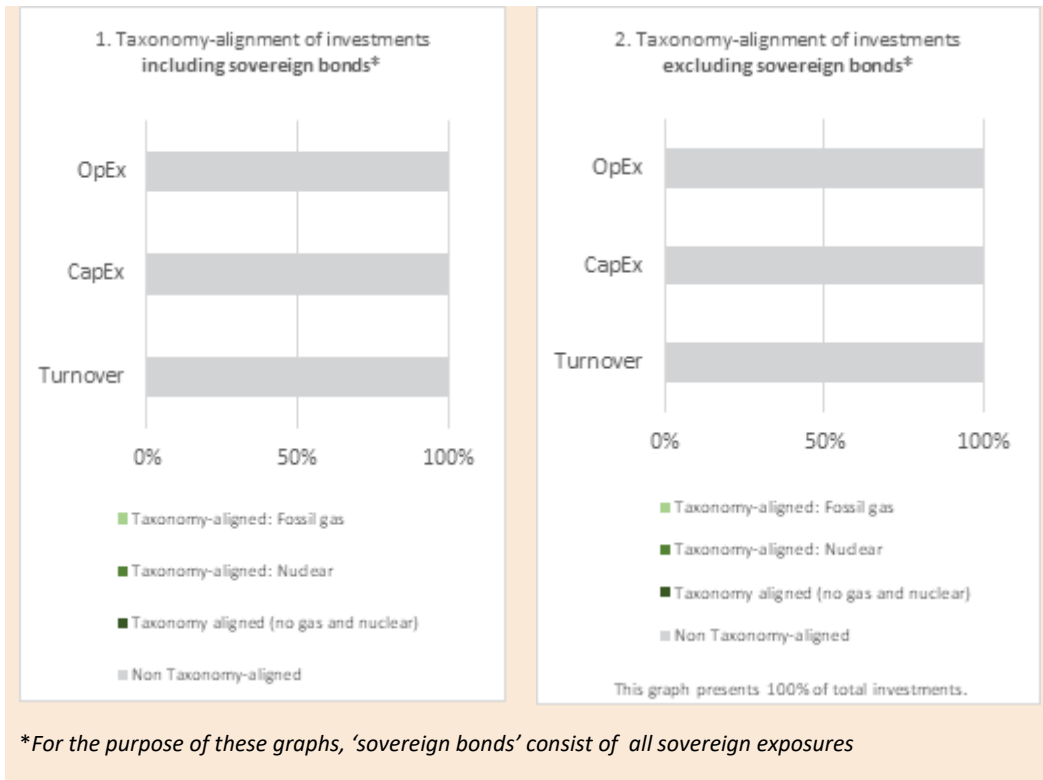 1. Taxonomy-alignment of investments
including sovereign bonds*
OpEx
CapEx
Turnover
0%
50%
100%
Taxonomy-aligned: Fossil gas
Taxonomy-aligned: Nuclear
Taxonomy aligned (no gas and nuclear)
Non Taxonomy-aligned
2. Taxonomy-alignment of investments
excluding sovereign bonds*
OpEx
CapEx
Turnover
0%
50%
100%
Taxonomy-aligned: Fossil gas
Taxonomy-aligned: Nuclear
Taxonomy aligned (no gas and nuclear)
Non Taxonomy-aligned
This graph presents 100% of total investments.
*For the purpose of these graphs, ‘sovereign bonds’ consist of all sovereign exposures